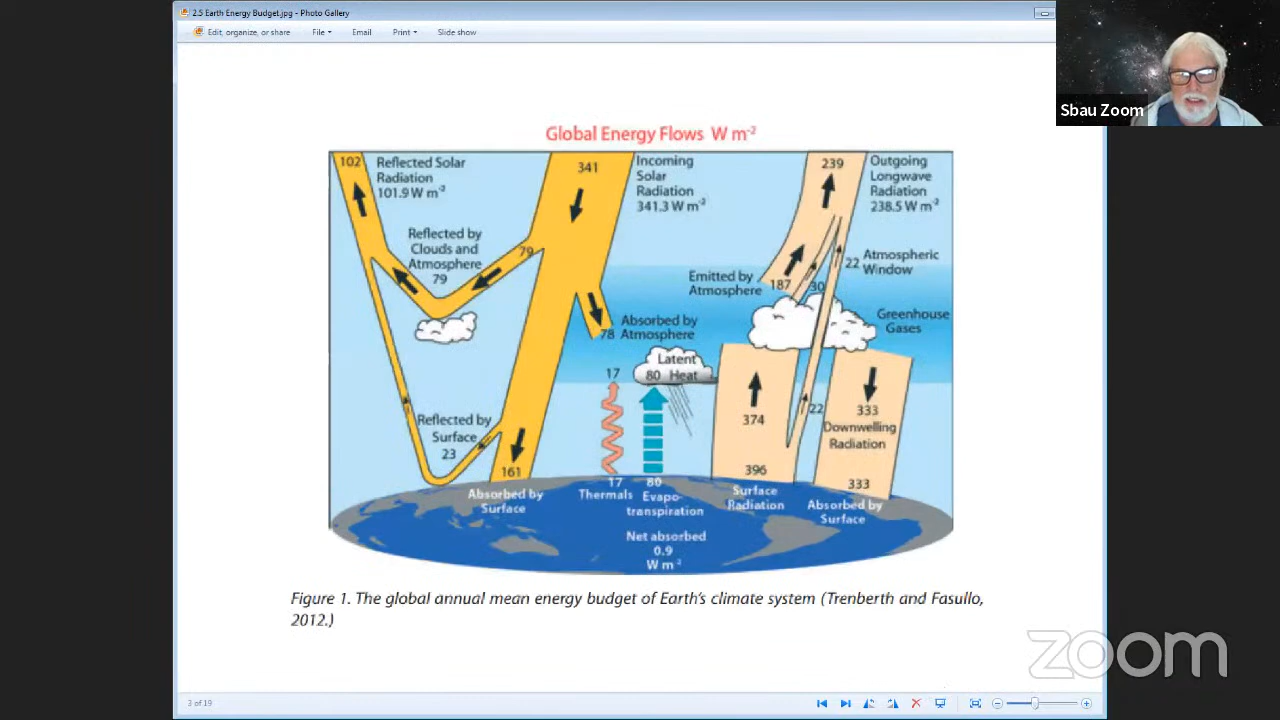 2.5 Earth Energy Budget.jpg - Photo Gallery
Edit, organize, or share File Email Print Slide show
Sbau Zoom
Global Energy Flows W m-2
102
Reflected Solar
Radiation
101.9 W m-2
341
Incoming
Solar
Radiation
341.3 W m-2
239
Outgoing
Longwave
Radiation
238.5 W m-2
Reflected by
Clouds and
Atmosphere
79
79
Emitted by
Atmosphere
187
30
22
Atmospheric
Window
Greenhouse
Gases
78
Absorbed by
Atmosphere
17
Latent
80 Heat
374
22
333
Downwelling
Radiation
Reflected by
Surface
23
161
Absorbed by
Surface
17
Thermals
80
Evapo-
transpiration
396
Surface
Radiation
333
Absorbed by
Surface
Net absorbed
0.9
W m-2
Figure 1. The global annual mean energy budget of Earth's climate system (Trenberth and Fasullo,
2012.)
zoom
3 of 19